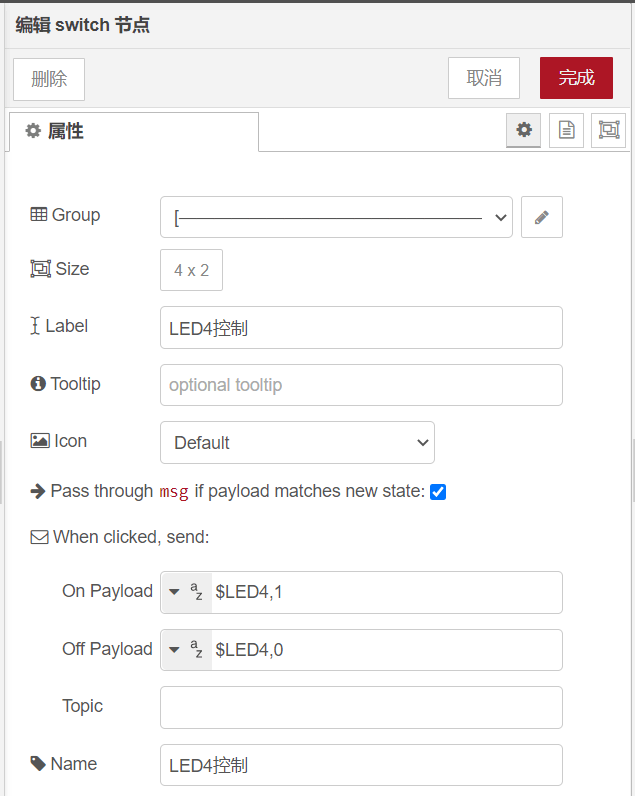 编辑 switch 节点
删除 取消 完成
属性
Group [
Size 4 x 2
Label LED4控制
Tooltip optional tooltip
Icon Default
Pass through msg if payload matches new state:
When clicked, send:
On Payload $LED4,1
Off Payload $LED4,0
Topic
Name LED4控制